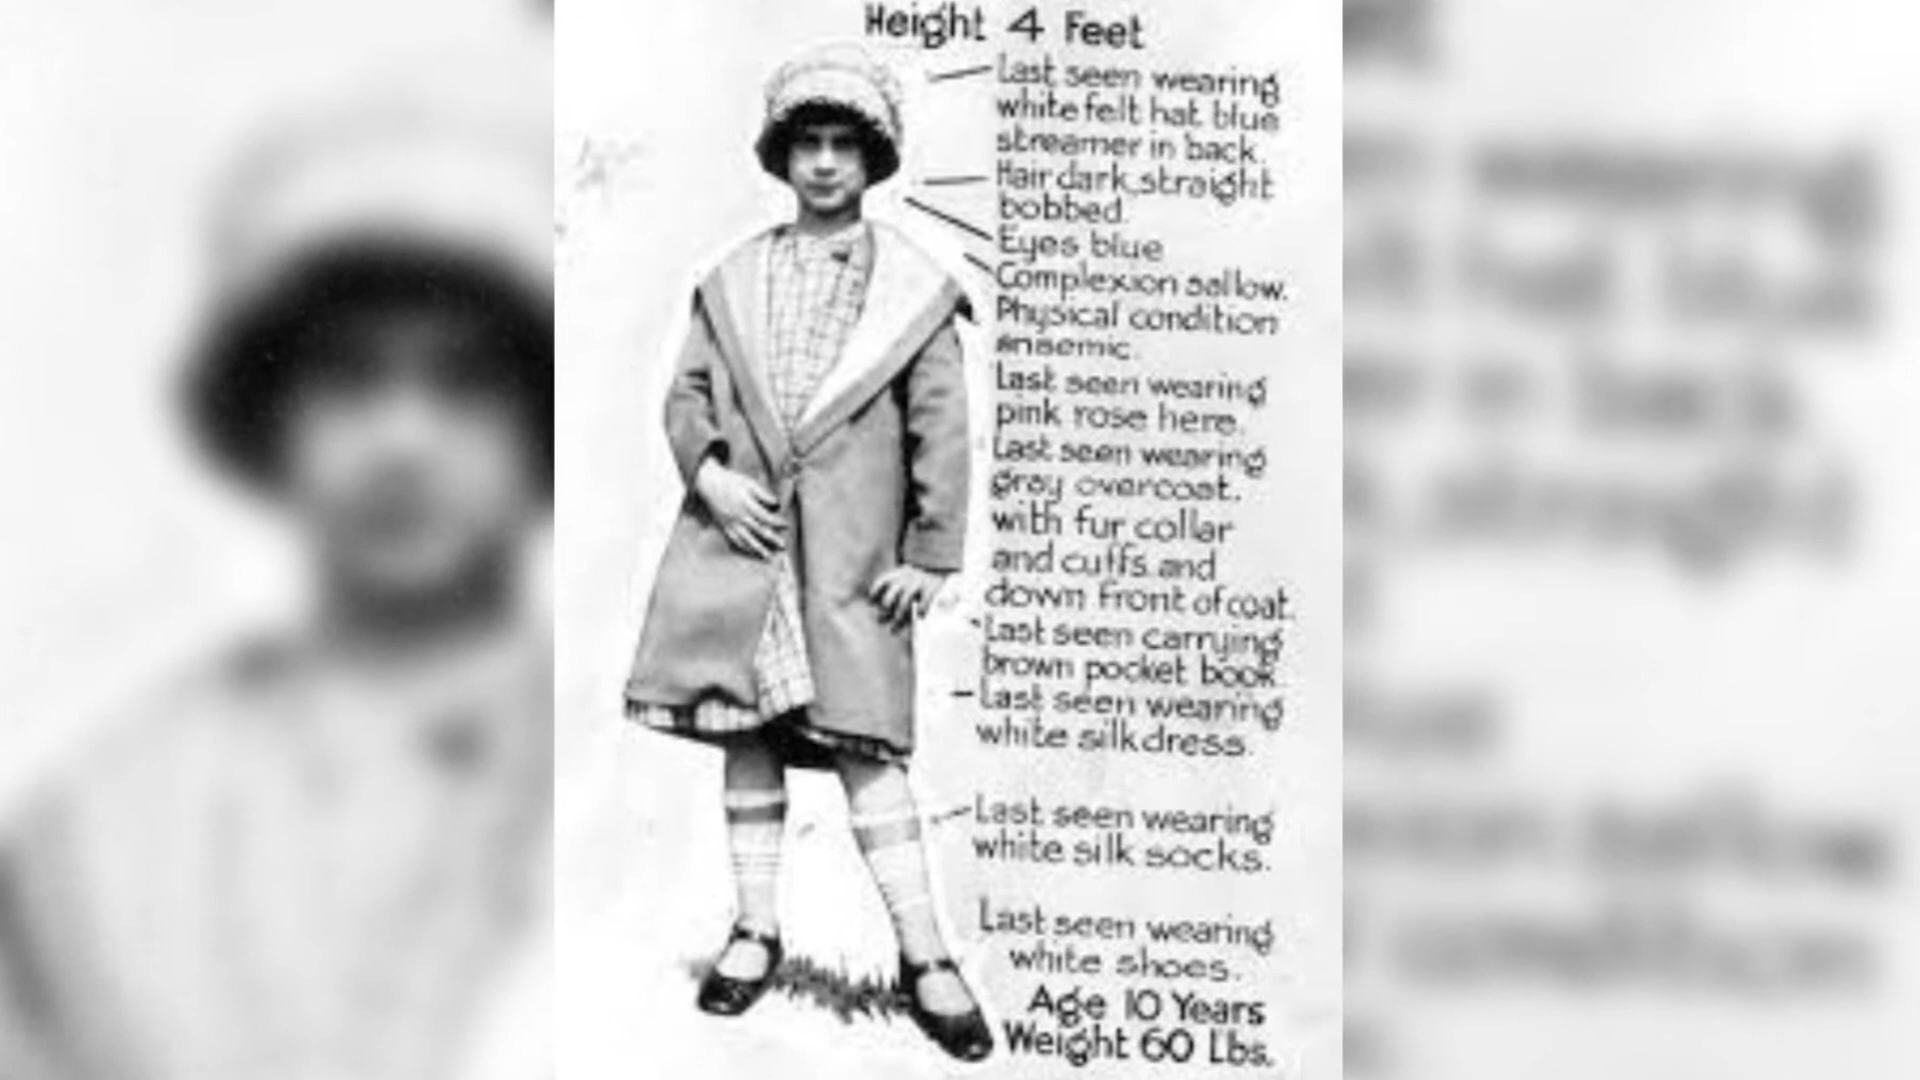 Height 4 Feet
Last seen wearing
white felt hat blue
streamer in back.
Hair dark, straight
bobbed.
Eyes blue
Complexion sallow.
Physical condition
anaemic.
Last seen wearing
pink rose here.
Last seen wearing
gray overcoat.
with fur collar
and cuffs and
down front of coat.
Last seen carrying
brown pocket book
Last seen wearing
white silk dress.
Last seen wearing
white silk socks.
Last seen wearing
white shoes.
Age 10 Years
Weight 60 Lbs.